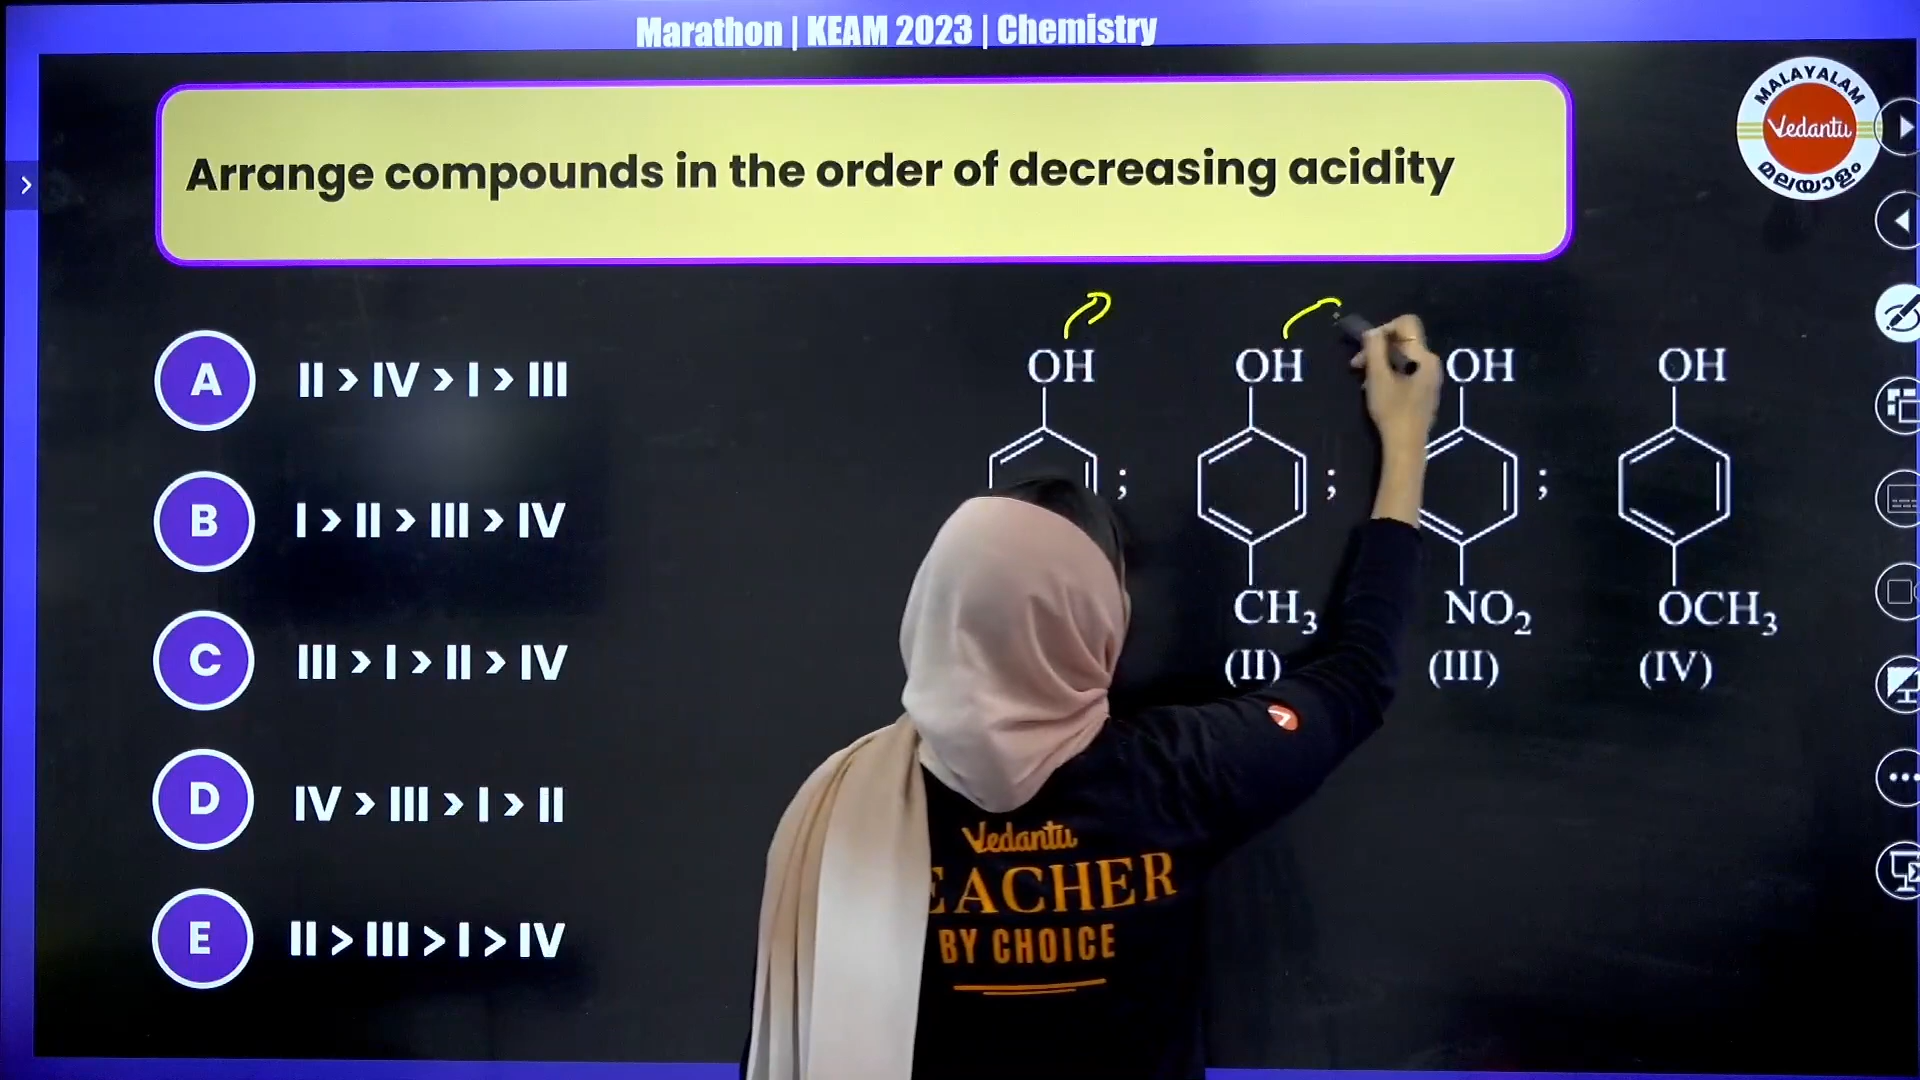 Marathon | KEAM 2023 | Chemistry
MALAYALAM
Vedantu
മലയാളം
Arrange compounds in the order of decreasing acidity
A II > IV > I > III
B I > II > III > IV
C III > I > II > IV
D IV > III > I > II
E II > III > I > IV
OH OH OH OH
; ; ;
CH₃ NO₂ OCH₃
(II) (III) (IV)
Vedantu
EACHER
BY CHOICE